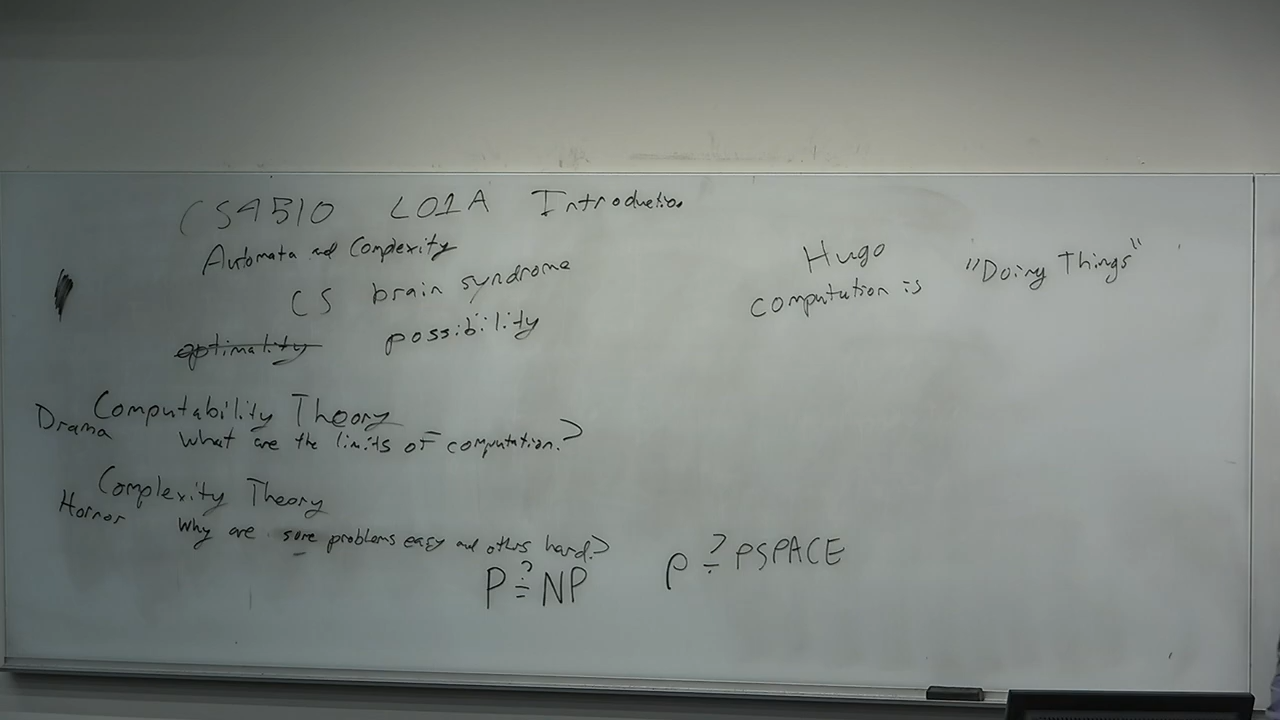 CS4510 L01A Introduction
Automata and Complexity
CS brain syndrome
optimality possibility
Hugo
computation is "Doing Things"
Computability Theory
Drama What are the limits of computation?
Complexity Theory
Horror Why are some problems easy and others hard?
P ≟ NP
P ≟ PSPACE